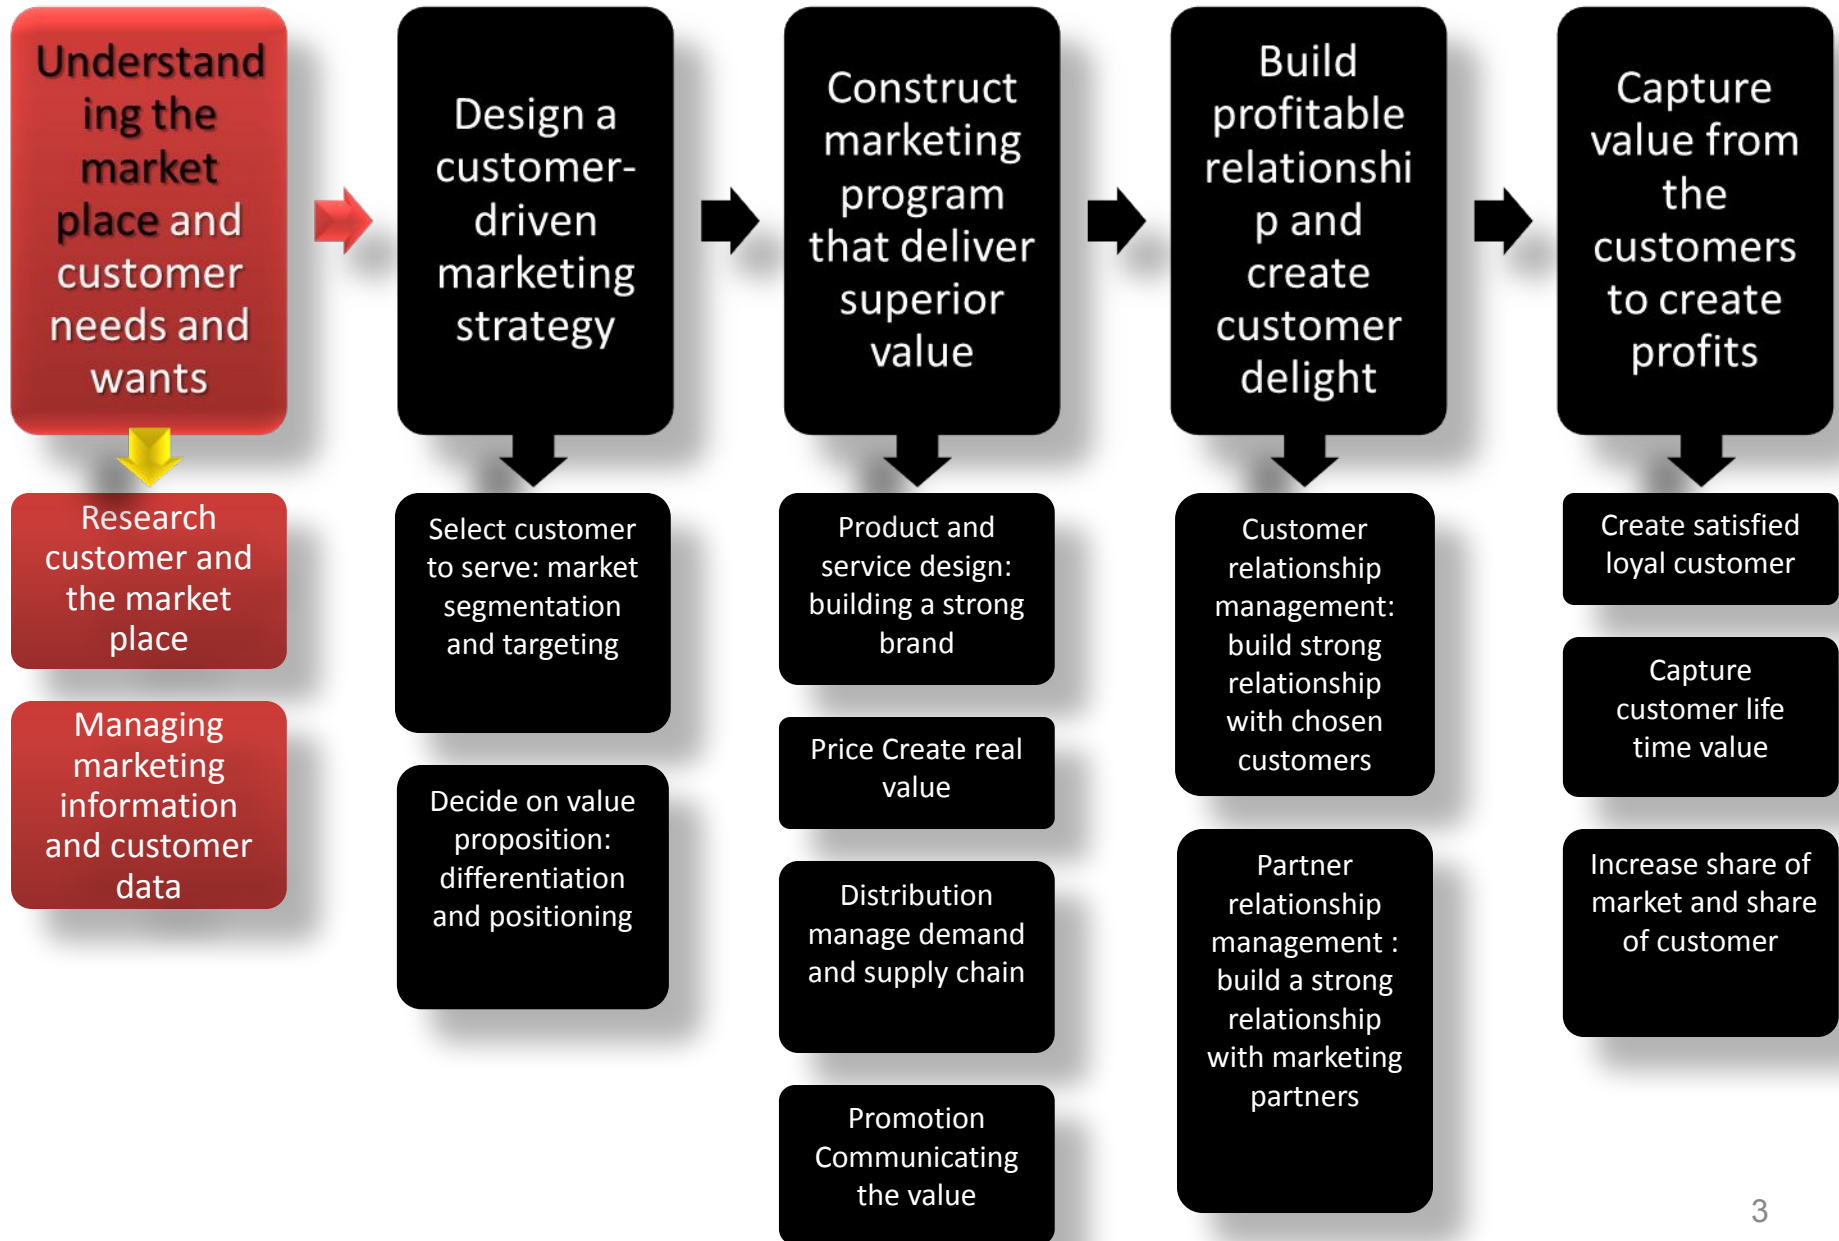 Understand
ing the
market
place and
customer
needs and
wants
Design a
customer-
driven
marketing
strategy
Construct
marketing
program
that deliver
superior
value
Build
profitable
relationshi
p and
create
customer
delight
Capture
value from
the
customers
to create
profits
Research
customer and
the market
place
Managing
marketing
information
and customer
data
Select customer
to serve: market
segmentation
and targeting
Decide on value
proposition:
differentiation
and positioning
Product and
service design:
building a strong
brand
Price Create real
value
Distribution
manage demand
and supply chain
Promotion
Communicating
the value
Customer
relationship
management:
build strong
relationship
with chosen
customers
Partner
relationship
management :
build a strong
relationship
with marketing
partners
Create satisfied
loyal customer
Capture
customer life
time value
Increase share of
market and share
of customer
3